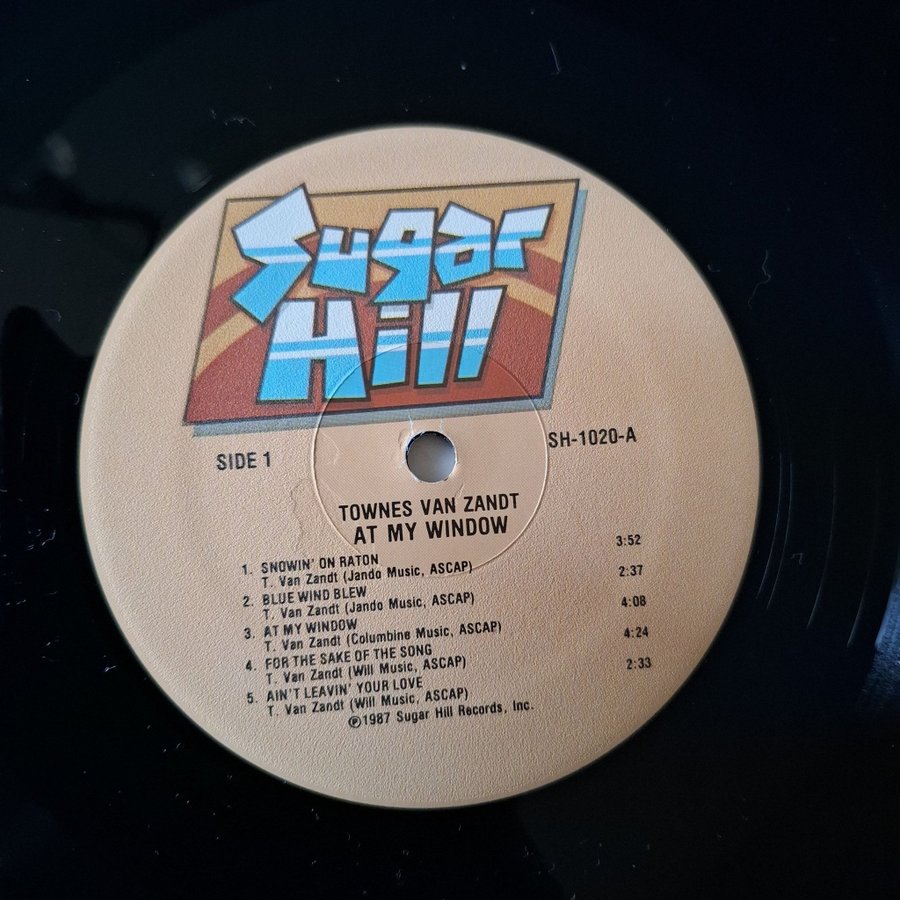 Sugar
Hill
SIDE 1
SH-1020-A
TOWNES VAN ZANDT
AT MY WINDOW
1. SNOWIN' ON RATON 3:52
T. Van Zandt (Jando Music, ASCAP)
2. BLUE WIND BLEW 2:37
T. Van Zandt (Jando Music, ASCAP)
3. AT MY WINDOW 4:08
T. Van Zandt (Columbine Music, ASCAP)
4. FOR THE SAKE OF THE SONG 4:24
T. Van Zandt (Will Music, ASCAP)
5. AIN'T LEAVIN' YOUR LOVE 2:33
T. Van Zandt (Will Music, ASCAP)
℗1987 Sugar Hill Records, Inc.